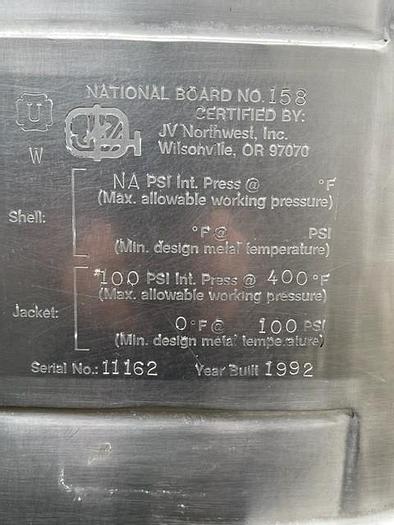 NATIONAL BOARD NO. 158
U
CERTIFIED BY:
JV Northwest, Inc.
W
Wilsonville, OR 97070
NA PSI Int. Press @ °F
(Max. allowable working pressure)
Shell:
°F @ PSI
(Min. design metal temperature)
100 PSI Int. Press @ 400 °F
(Max. allowable working pressure)
Jacket:
0 °F @ 100 PSI
(Min. design metal temperature)
Serial No.: 11162 Year Built 1992